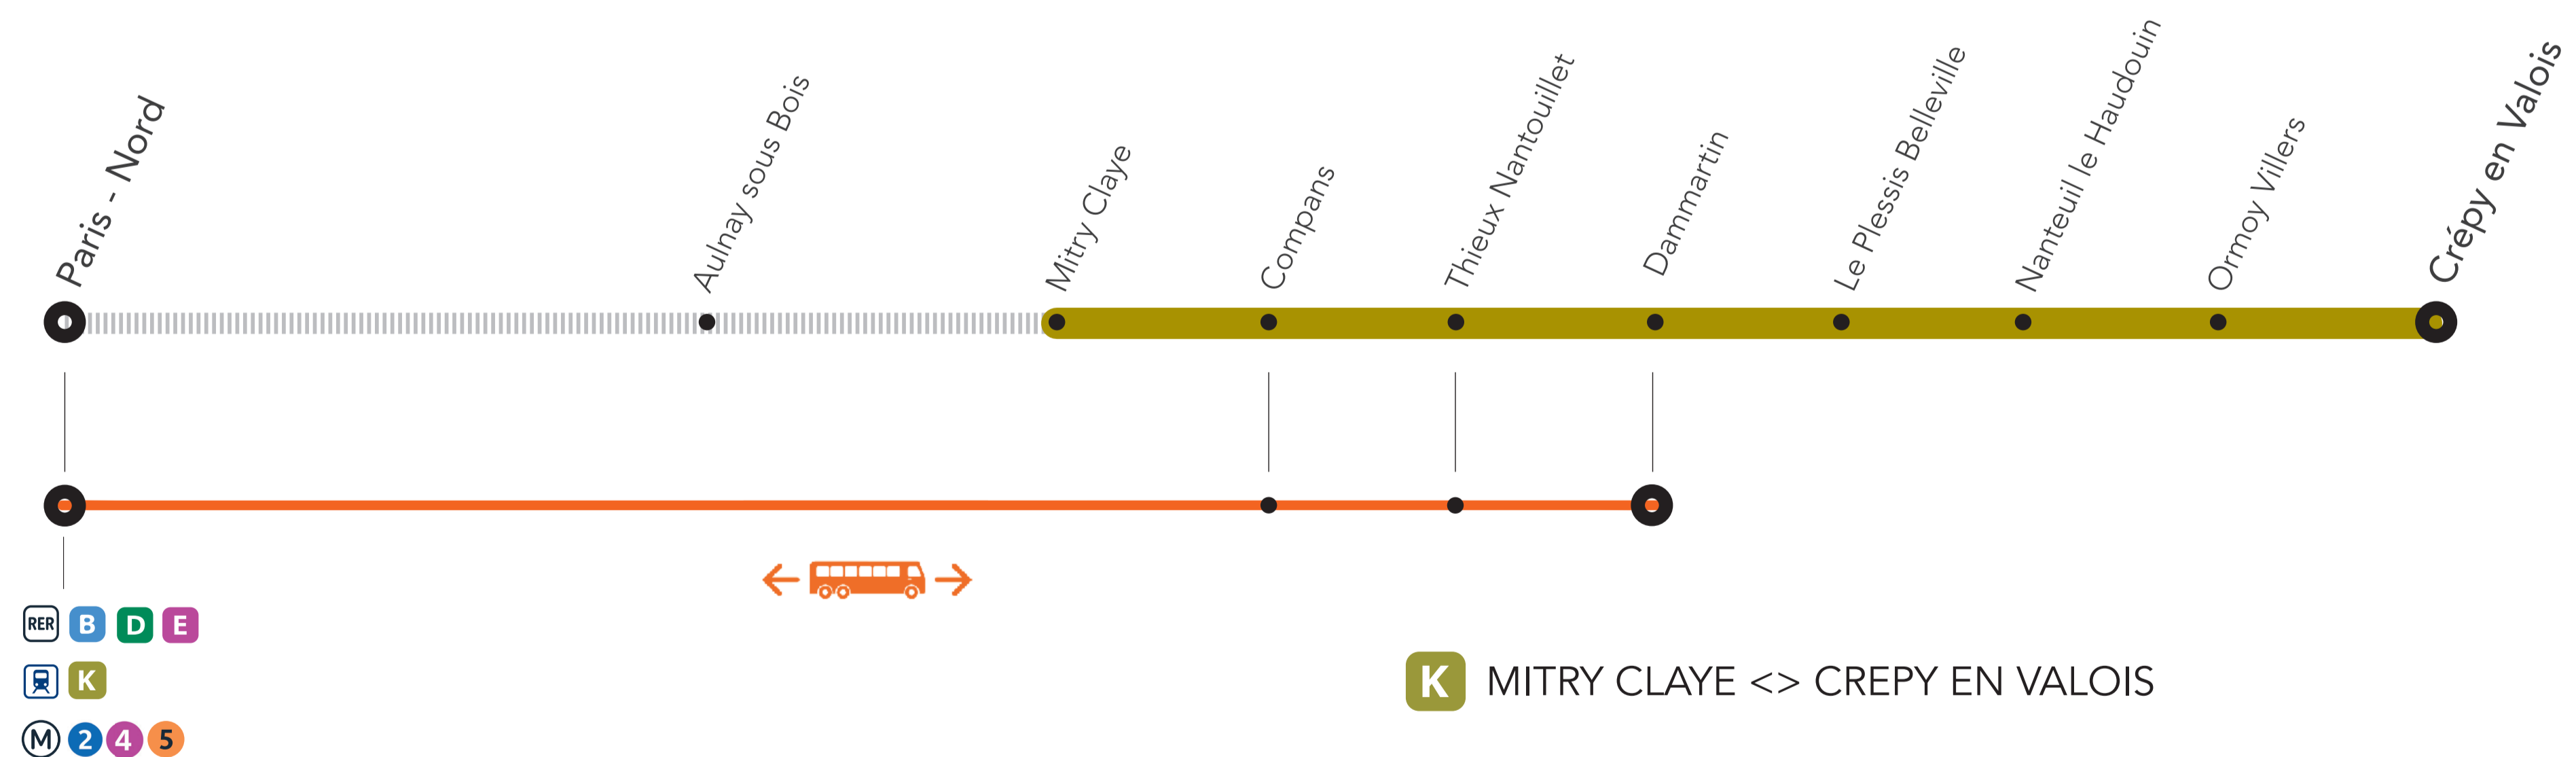 Paris - Nord
Aulnay sous Bois
Mitry Claye
Compans
Thieux Nantouillet
Dammartin
Le Plessis Belleville
Nanteuil le Haudouin
Ormoy Villers
Crépy en Valois
RER B D E
K
M 2 4 5
K MITRY CLAYE <> CREPY EN VALOIS